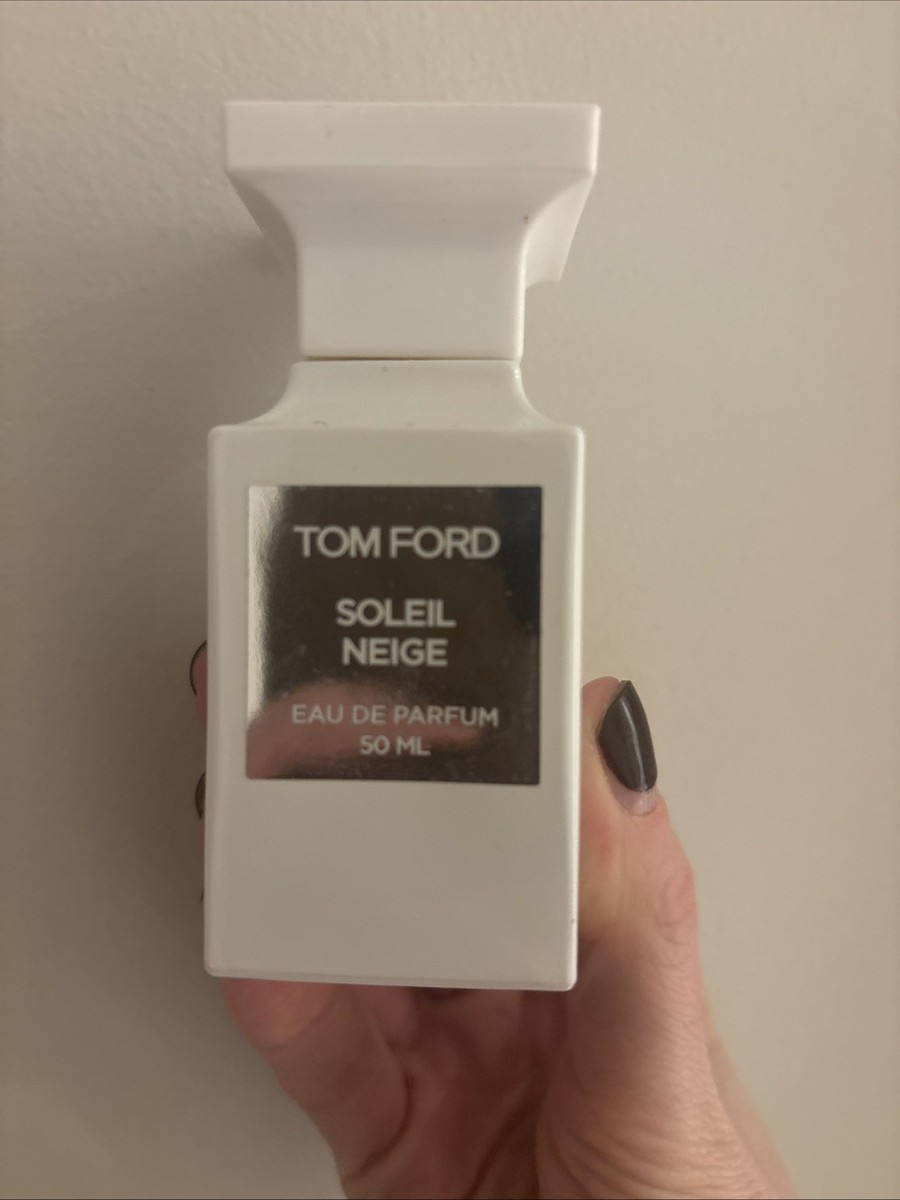 TOM FORD
SOLEIL
NEIGE
EAU DE PARFUM
50 ML